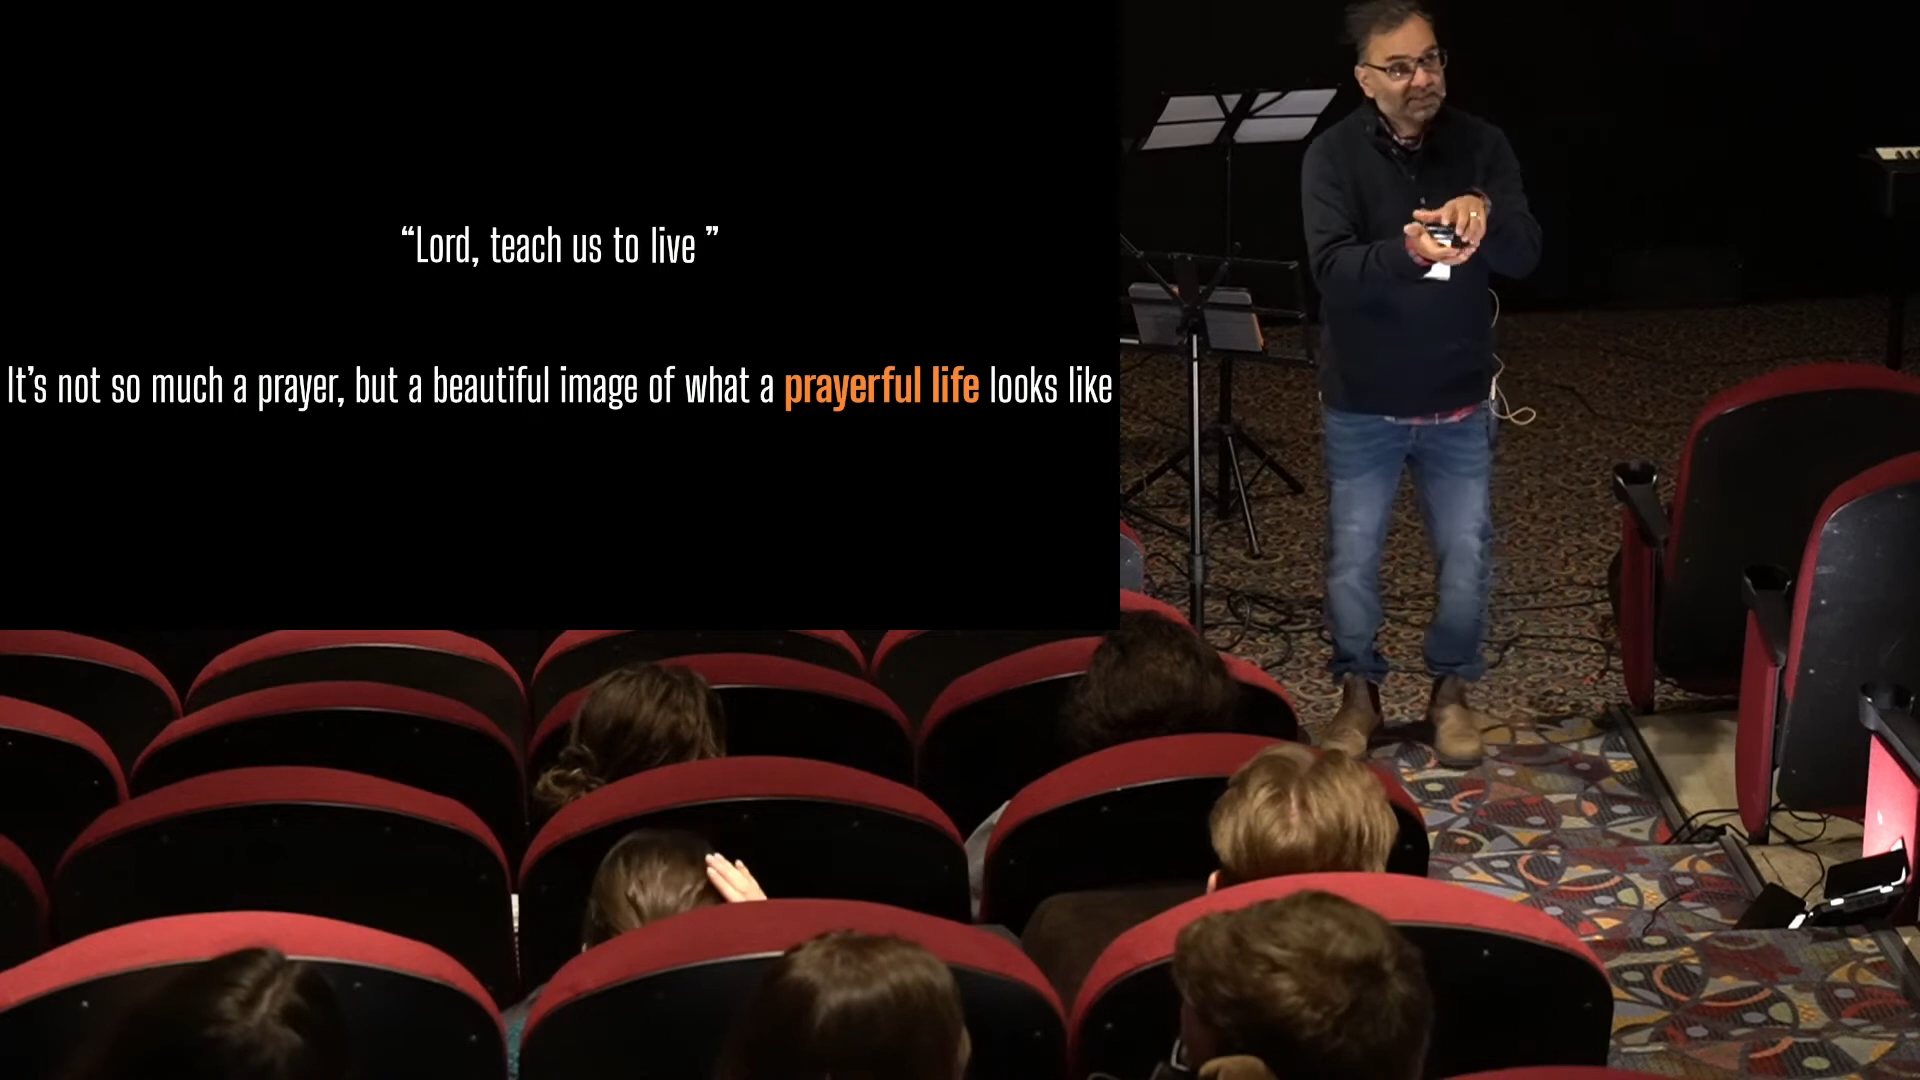 “Lord, teach us to live ”
It’s not so much a prayer, but a beautiful image of what a prayerful life looks like